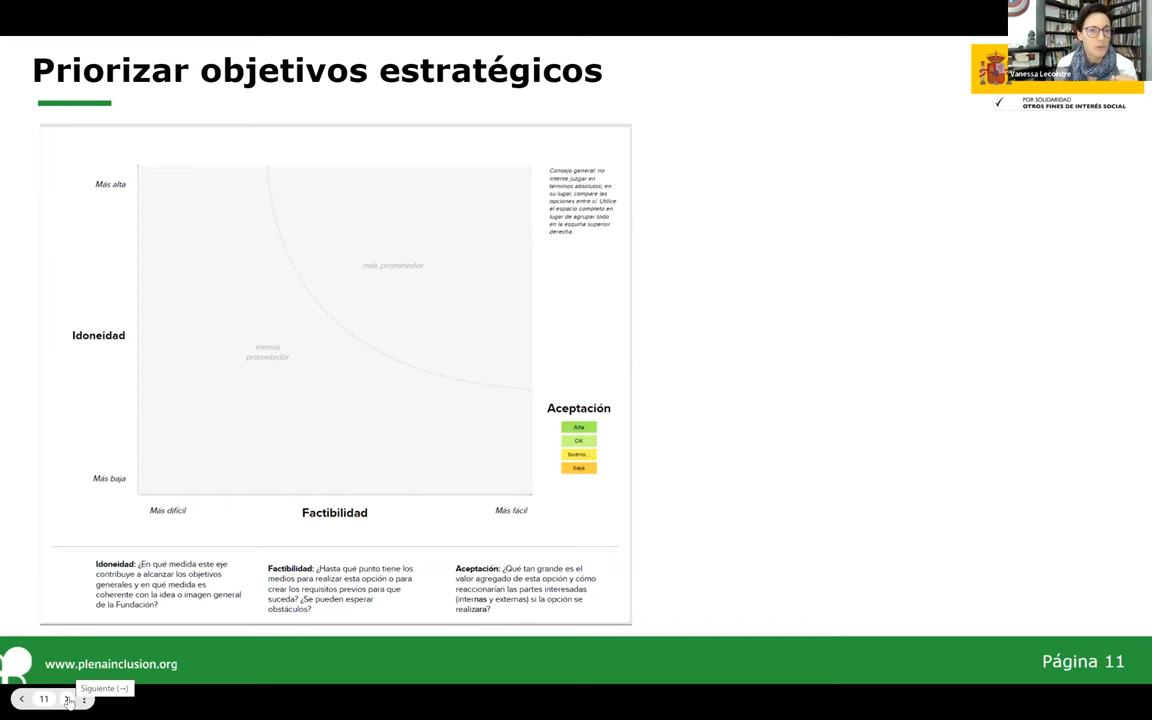 Priorizar objetivos estratégicos
Vanessa Lecointre
POR SOLIDARIDAD
OTROS FINES DE INTERÉS SOCIAL
Más alta
Idoneidad
Más baja
más prometedor
menos
prometedor
Consejo general: no
intente juzgar en
términos absolutos; en
su lugar, compare las
opciones entre sí. Utilice
el espacio completo en
lugar de agrupar todo
en la esquina superior
derecha.
Aceptación
Alta
OK
bueno...
baja
Más difícil
Factibilidad
Más fácil
Idoneidad: ¿En qué medida este eje
contribuye a alcanzar los objetivos
generales y en qué medida es
coherente con la idea o imagen general
de la Fundación?
Factibilidad: ¿Hasta qué punto tiene los
medios para realizar esta opción o para
crear los requisitos previos para que
suceda? ¿Se pueden esperar
obstáculos?
Aceptación: ¿Qué tan grande es el
valor agregado de esta opción y cómo
reaccionarían las partes interesadas
(internas y externas) si la opción se
realizara?
www.plenainclusion.org
Página 11
Siguiente (→)
11